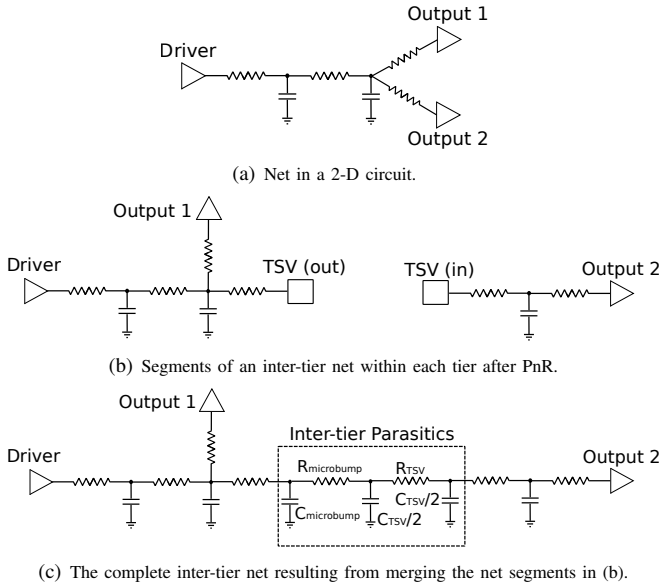 Output 1
Driver
Output 2
(a) Net in a 2-D circuit.
Output 1
Driver
TSV (out)
TSV (in)
Output 2
(b) Segments of an inter-tier net within each tier after PnR.
Output 1
Inter-tier Parasitics
Driver
Rmicrobump
RTSV
Output 2
Cmicrobump
CTSV/2
CTSV/2
(c) The complete inter-tier net resulting from merging the net segments in (b).